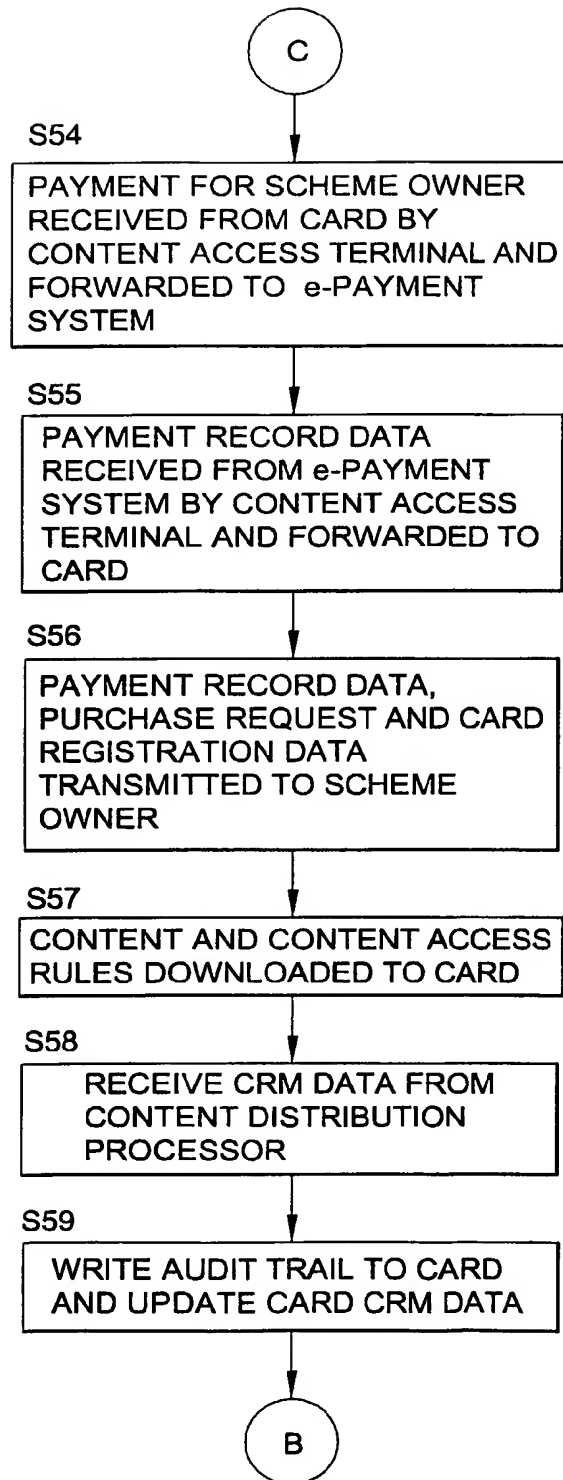 C
S54
PAYMENT FOR SCHEME OWNER
RECEIVED FROM CARD BY
CONTENT ACCESS TERMINAL AND
FORWARDED TO e-PAYMENT
SYSTEM
S55
PAYMENT RECORD DATA
RECEIVED FROM e-PAYMENT
SYSTEM BY CONTENT ACCESS
TERMINAL AND FORWARDED TO
CARD
S56
PAYMENT RECORD DATA,
PURCHASE REQUEST AND CARD
REGISTRATION DATA
TRANSMITTED TO SCHEME
OWNER
S57
CONTENT AND CONTENT ACCESS
RULES DOWNLOADED TO CARD
S58
RECEIVE CRM DATA FROM
CONTENT DISTRIBUTION
PROCESSOR
S59
WRITE AUDIT TRAIL TO CARD
AND UPDATE CARD CRM DATA
B